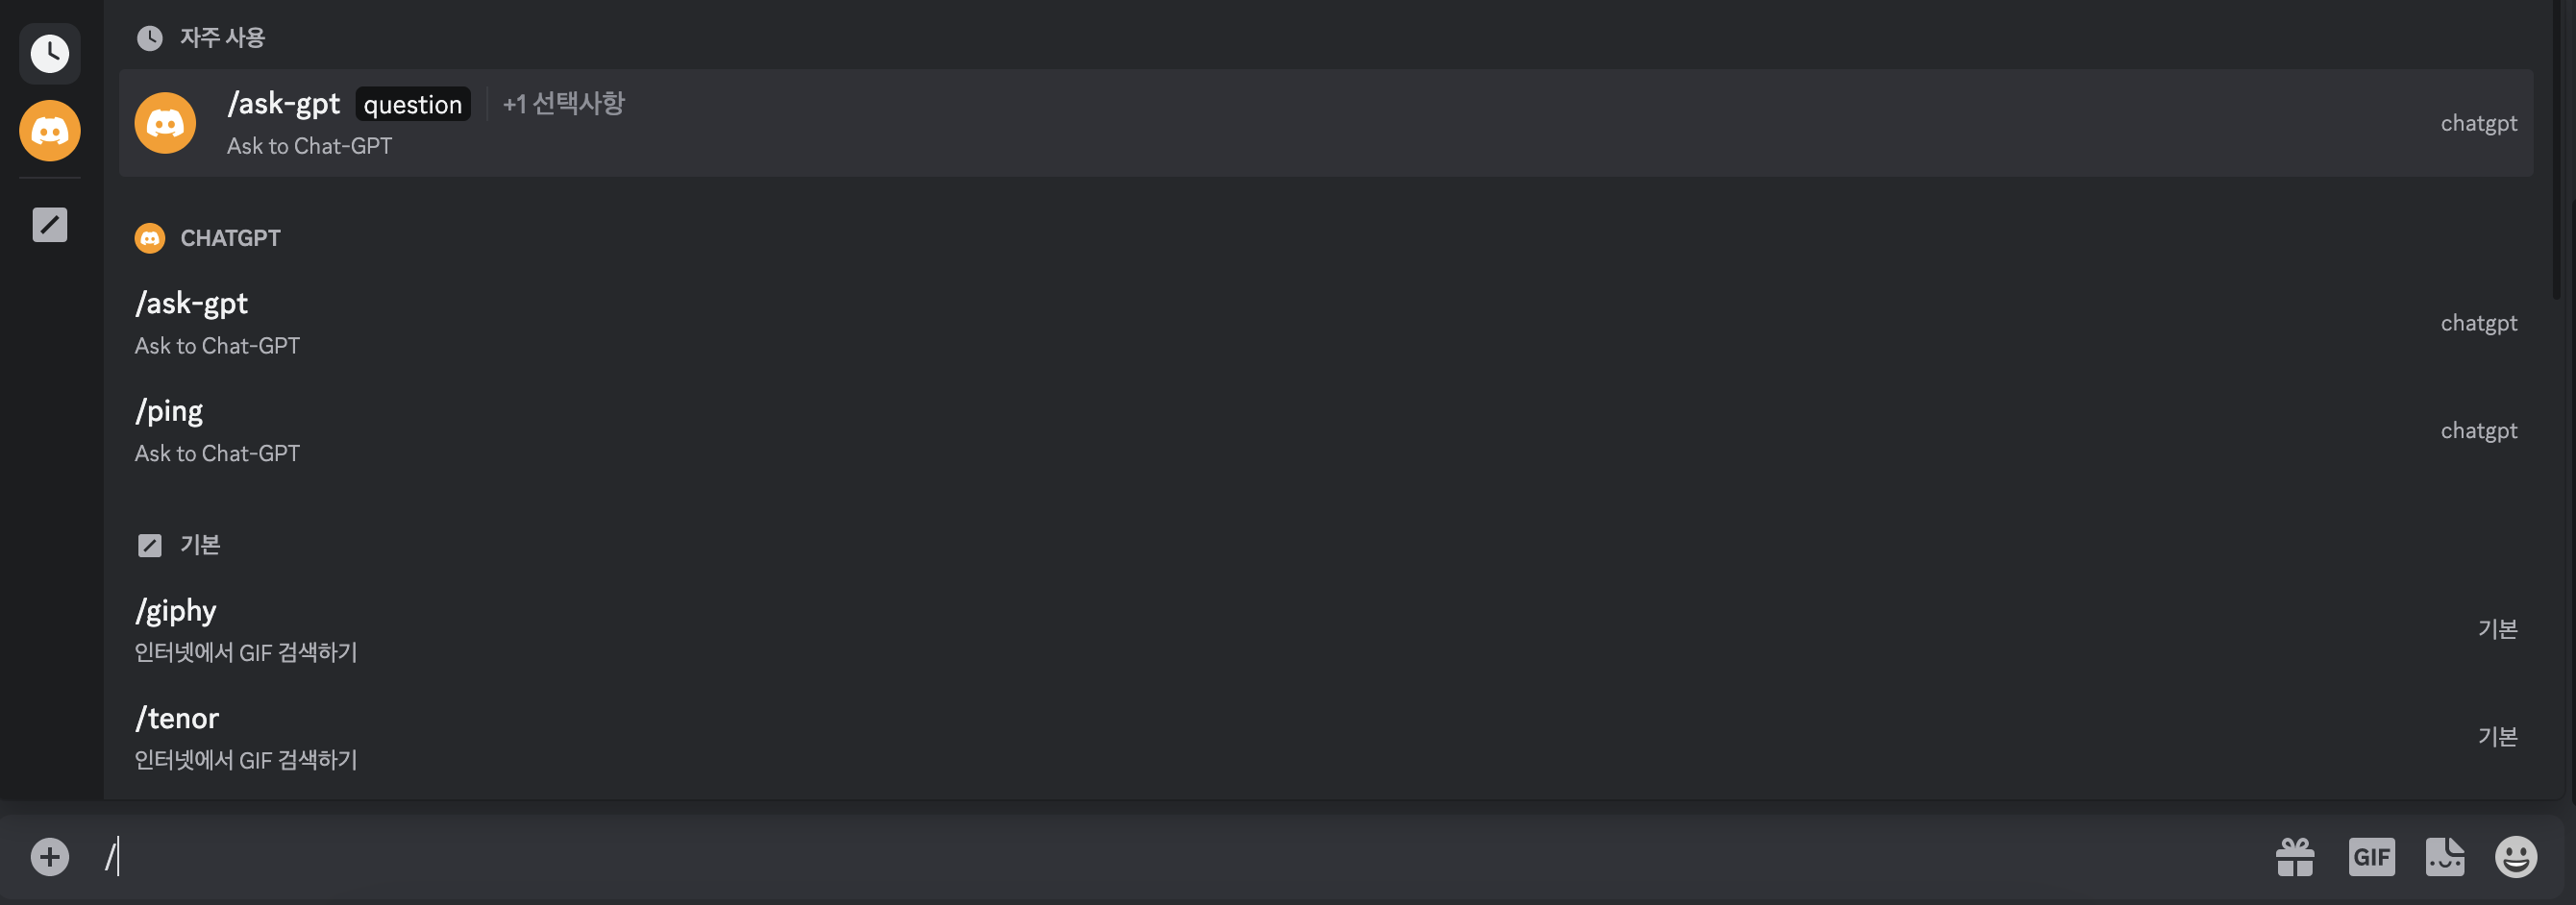 자주 사용
/ask-gpt question +1 선택사항
Ask to Chat-GPT
chatgpt
CHATGPT
/ask-gpt
Ask to Chat-GPT
chatgpt
/ping
Ask to Chat-GPT
chatgpt
기본
/giphy
인터넷에서 GIF 검색하기
기본
/tenor
인터넷에서 GIF 검색하기
기본
/
GIF